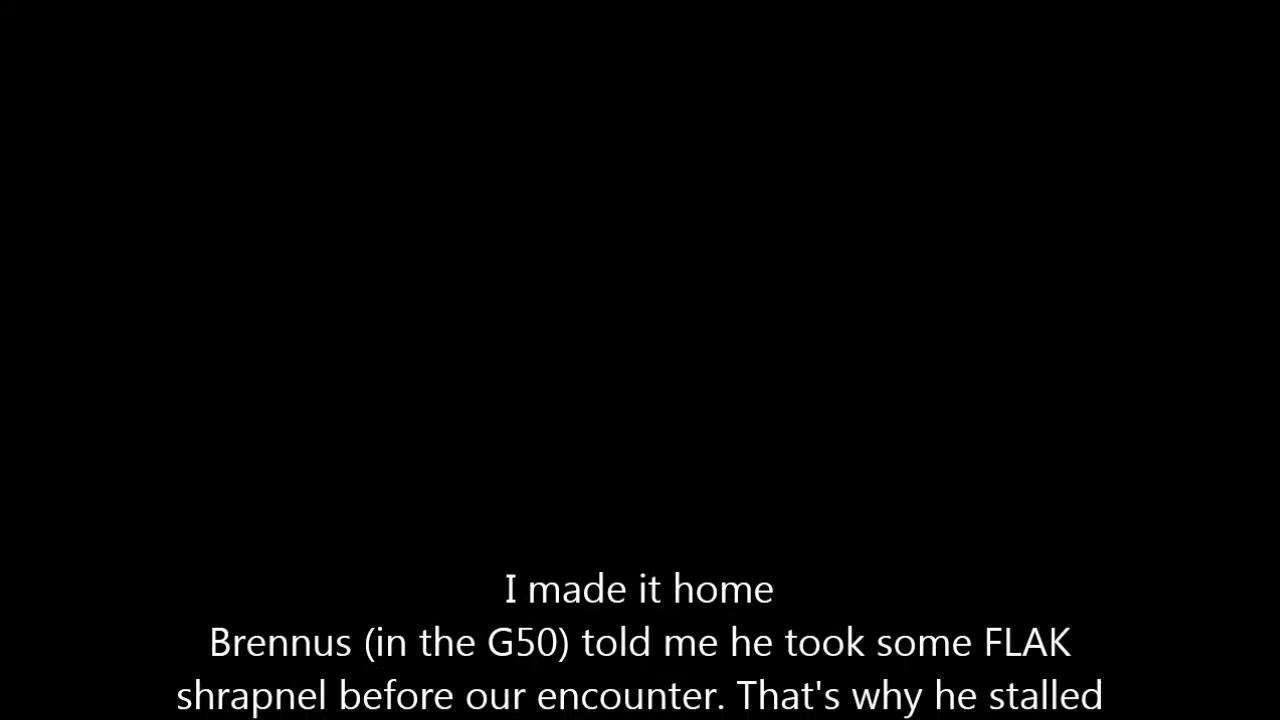 I made it home
Brennus (in the G50) told me he took some FLAK
shrapnel before our encounter. That's why he stalled